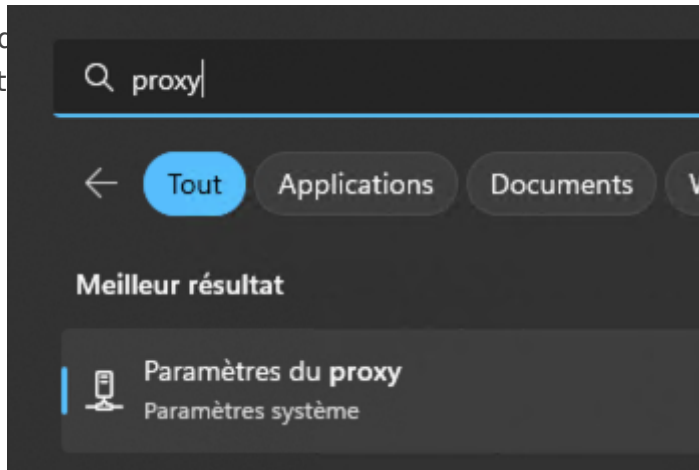 proxy
Tout Applications Documents
Meilleur résultat
Paramètres du proxy
Paramètres système